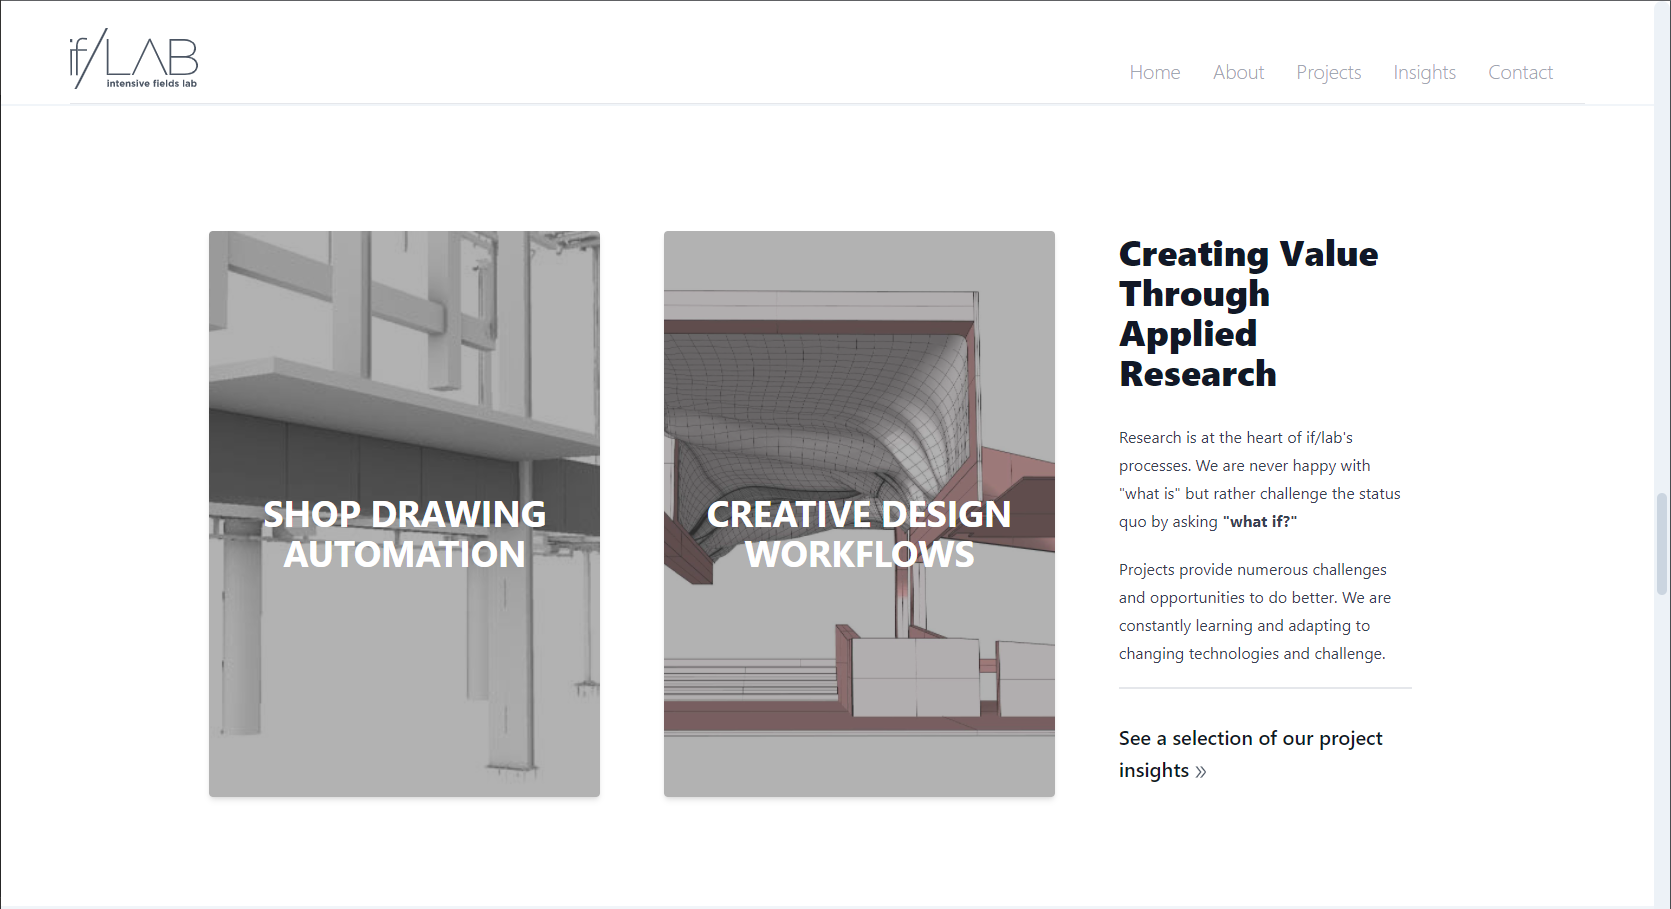 if/LAB
intensive fields lab
Home About Projects Insights Contact
SHOP DRAWING
AUTOMATION
CREATIVE DESIGN
WORKFLOWS
Creating Value
Through
Applied
Research
Research is at the heart of if/lab's
processes. We are never happy with
"what is" but rather challenge the status
quo by asking "what if?"
Projects provide numerous challenges
and opportunities to do better. We are
constantly learning and adapting to
changing technologies and challenge.
See a selection of our project
insights »